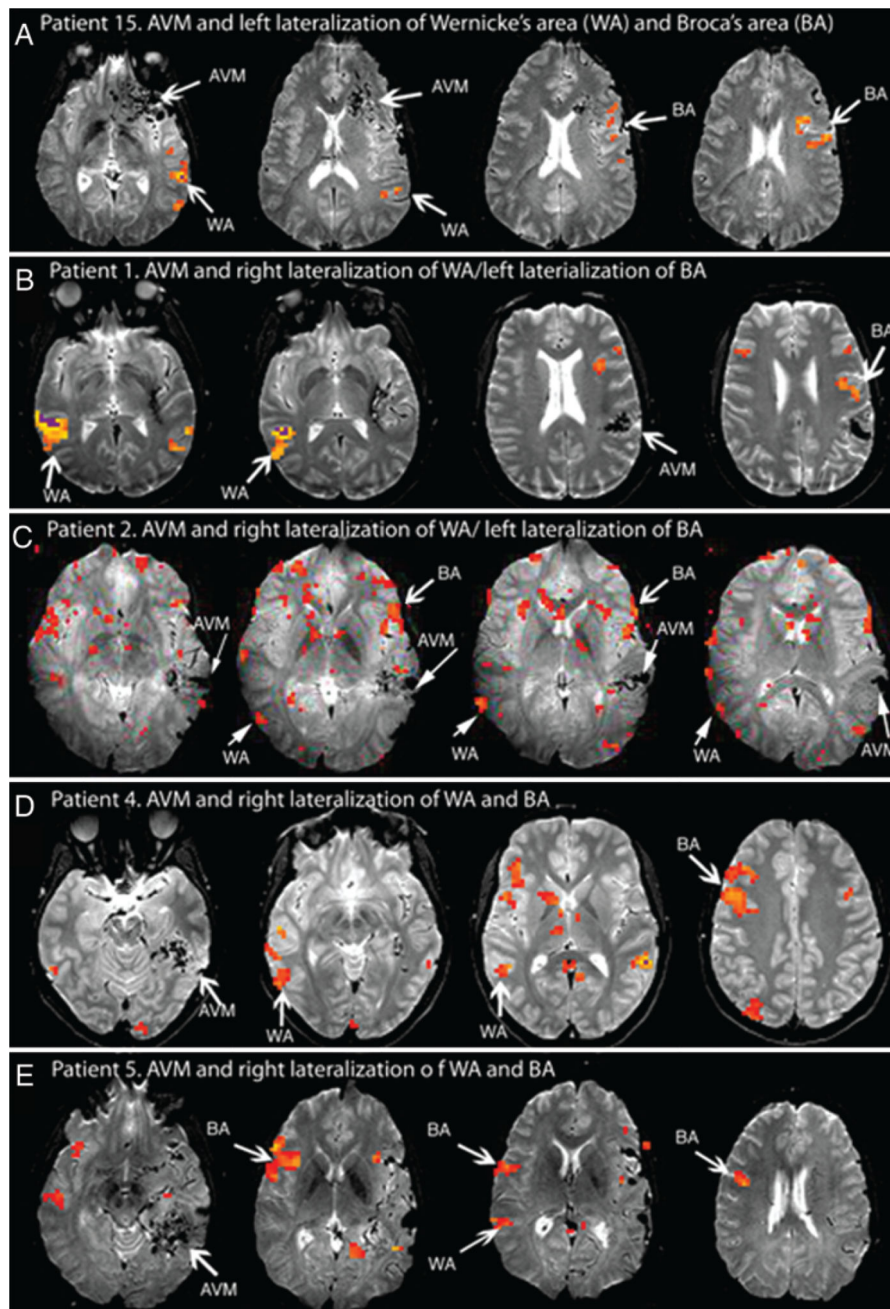 A Patient 15. AVM and left lateralization of Wernicke's area (WA) and Broca's area (BA)
AVM
AVM
BA
BA
WA
WA
B Patient 1. AVM and right lateralization of WA/left laterialization of BA
BA
WA
WA
AVM
C Patient 2. AVM and right lateralization of WA/ left lateralization of BA
BA
BA
AVM
AVM
AVM
WA
WA
WA
AVM
D Patient 4. AVM and right lateralization of WA and BA
BA
AVM
WA
WA
E Patient 5. AVM and right lateralization o f WA and BA
BA
BA
BA
AVM
WA